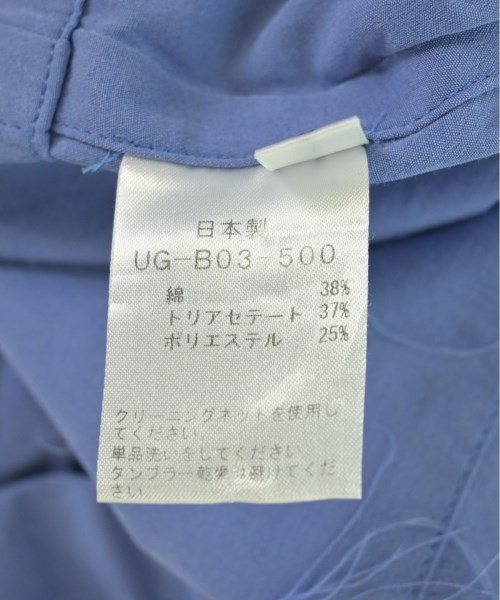 日本製
UG-B03-500
綿 38%
トリアセテート 37%
ポリエステル 25%
クリーニングネットを使用し
てください。
単品洗いをしてください。
タンブラー乾燥は避けてくだ
さい。